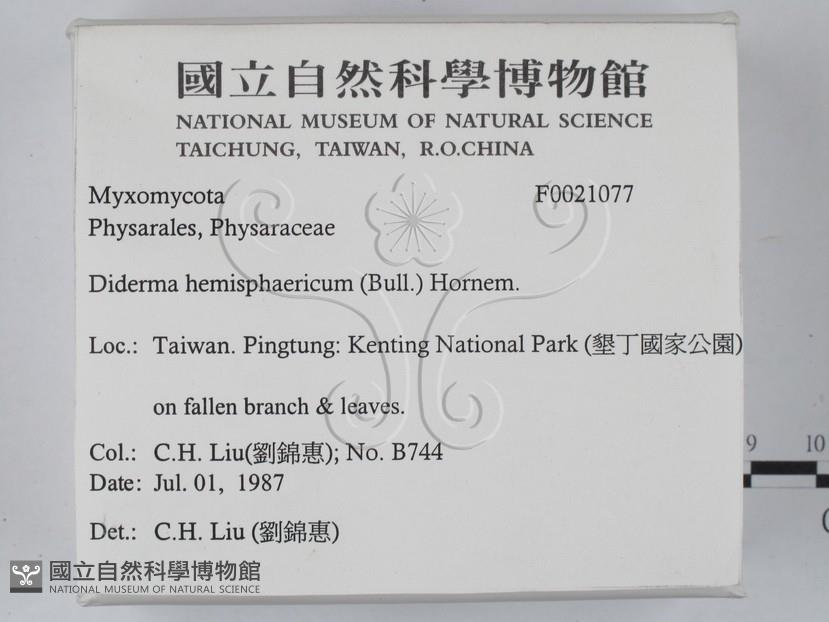 國立自然科學博物館
NATIONAL MUSEUM OF NATURAL SCIENCE
TAICHUNG, TAIWAN, R.O.CHINA
Myxomycota F0021077
Physarales, Physaraceae
Diderma hemisphaericum (Bull.) Hornem.
Loc.: Taiwan. Pingtung: Kenting National Park (墾丁國家公園)
on fallen branch & leaves.
Col.: C.H. Liu(劉錦惠); No. B744
Date: Jul. 01, 1987
Det.: C.H. Liu (劉錦惠)
9 10
國立自然科學博物館
NATIONAL MUSEUM OF NATURAL SCIENCE